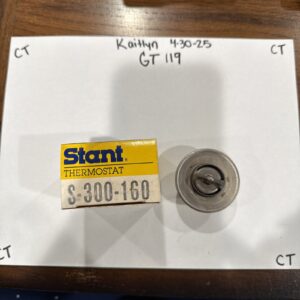 CT
Kaitlyn 4-30-25
CT
GT 119
Stant
THERMOSTAT
S-300-160
CT
CT